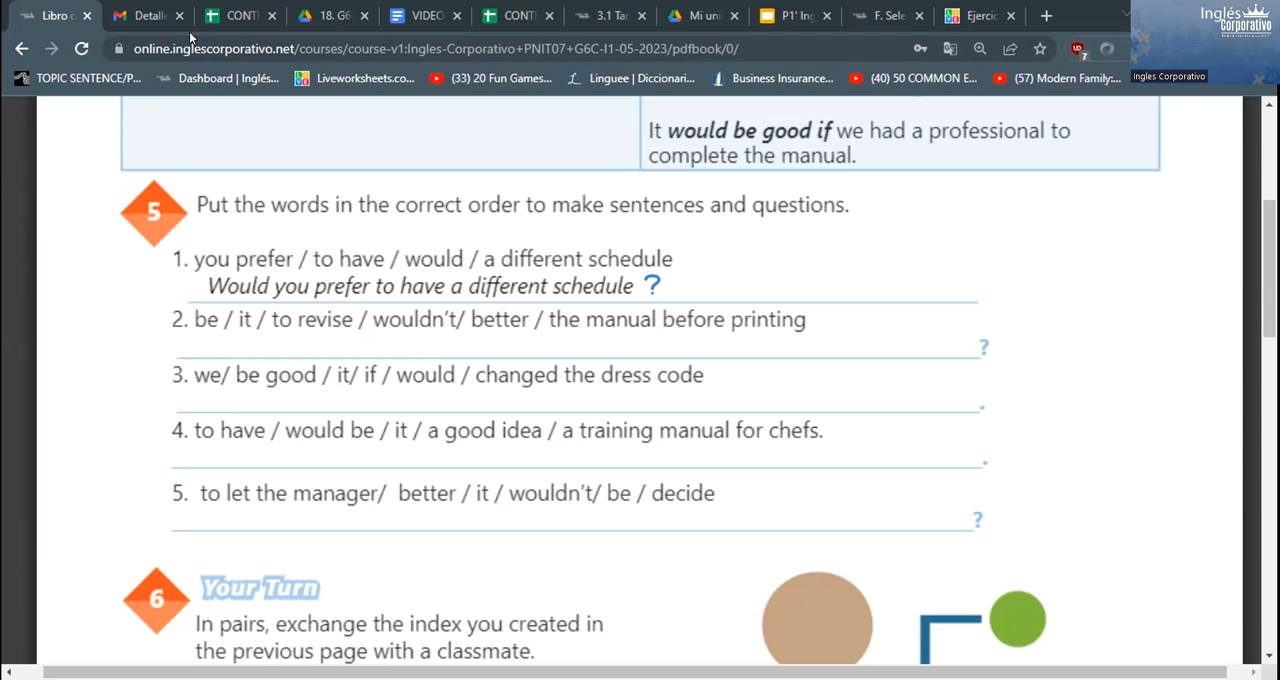 Libro c
Detall
CONT
18. G6
VIDEO
CONT
3.1 Tar
Mi uni
P1' Ing
F. Sele
Ejercic
Inglés
Corporativo
online.inglescorporativo.net/courses/course-v1:Ingles-Corporativo+PNIT07+G6C-I1-05-2023/pdfbook/0/
7
TOPIC SENTENCE/P...
Dashboard | Inglés...
Liveworksheets.co...
(33) 20 Fun Games...
Linguee | Diccionari...
Business Insurance...
(40) 50 COMMON E...
(57) Modern Family:...
Ingles Corporativo
It would be good if we had a professional to
complete the manual.
5 Put the words in the correct order to make sentences and questions.
1. you prefer / to have / would / a different schedule
Would you prefer to have a different schedule ?
2. be / it / to revise / wouldn't/ better / the manual before printing
?
3. we/ be good / it/ if / would / changed the dress code
.
4. to have / would be / it / a good idea / a training manual for chefs.
.
5. to let the manager/ better / it / wouldn't/ be / decide
?
6 Your Turn
In pairs, exchange the index you created in
the previous page with a classmate.